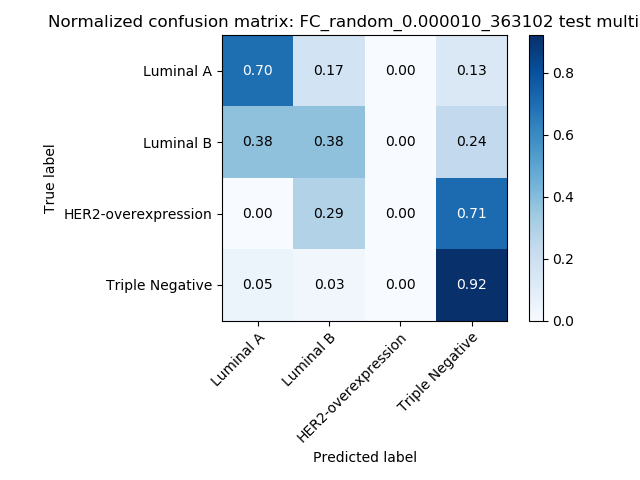 Normalized confusion matrix: FC_random_0.000010_363102 test multi
True label
Luminal A 0.70 0.17 0.00 0.13
Luminal B 0.38 0.38 0.00 0.24
HER2-overexpression 0.00 0.29 0.00 0.71
Triple Negative 0.05 0.03 0.00 0.92
Luminal A
Luminal B
HER2-overexpression
Triple Negative
Predicted label
0.8
0.6
0.4
0.2
0.0